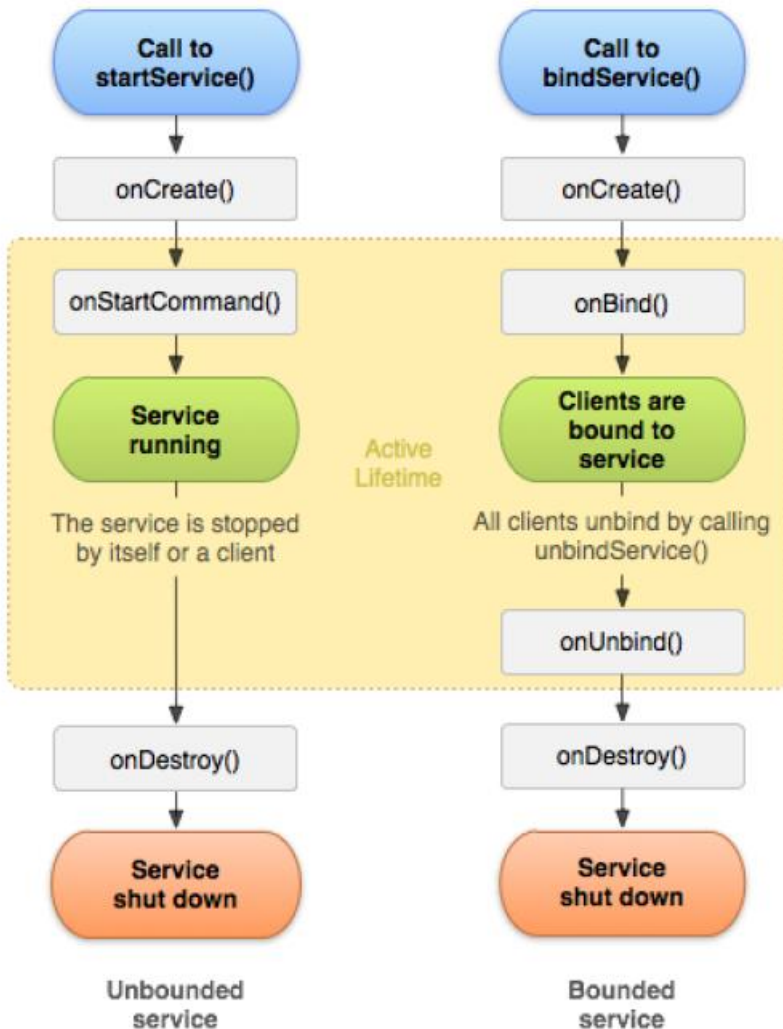 Call to
startService()
onCreate()
onStartCommand()
Service
running
The service is stopped
by itself or a client
onDestroy()
Service
shut down
Unbounded
service
Active
Lifetime
Call to
bindService()
onCreate()
onBind()
Clients are
bound to
service
All clients unbind by calling
unbindService()
onUnbind()
onDestroy()
Service
shut down
Bounded
service